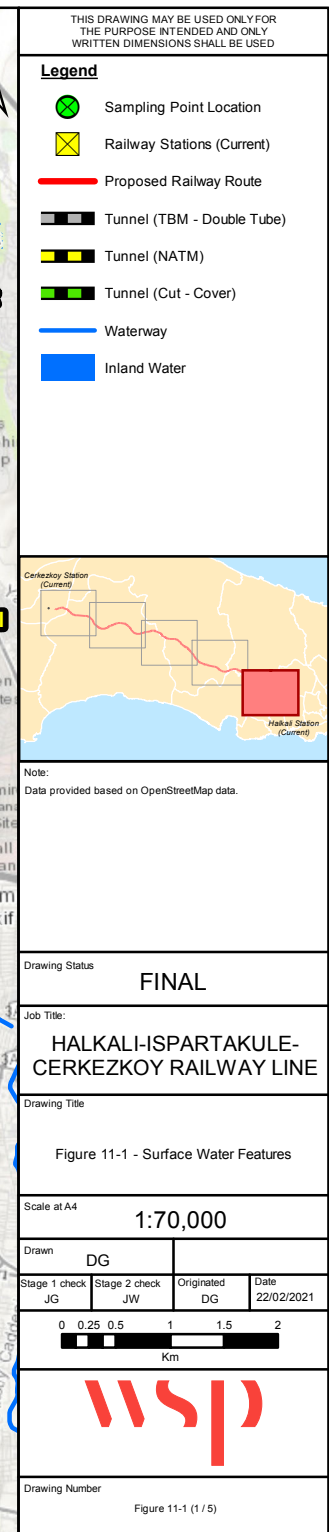 THIS DRAWING MAY BE USED ONLY FOR
THE PURPOSE INTENDED AND ONLY
WRITTEN DIMENSIONS SHALL BE USED
Legend
Sampling Point Location
Railway Stations (Current)
Proposed Railway Route
Tunnel (TBM - Double Tube)
Tunnel (NATM)
Tunnel (Cut - Cover)
Waterway
Inland Water
Cerkezkoy Station
(Current)
Halkali Station
(Current)
Note:
Data provided based on OpenStreetMap data.
Drawing Status
FINAL
Job Title:
HALKALI-ISPARTAKULE-
CERKEZKOY RAILWAY LINE
Drawing Title
Figure 11-1 - Surface Water Features
Scale at A4
1:70,000
Drawn
DG
Stage 1 check Stage 2 check Originated Date
JG JW DG 22/02/2021
0 0.25 0.5 1 1.5 2
Km
wsp
Drawing Number
Figure 11-1 (1 / 5)